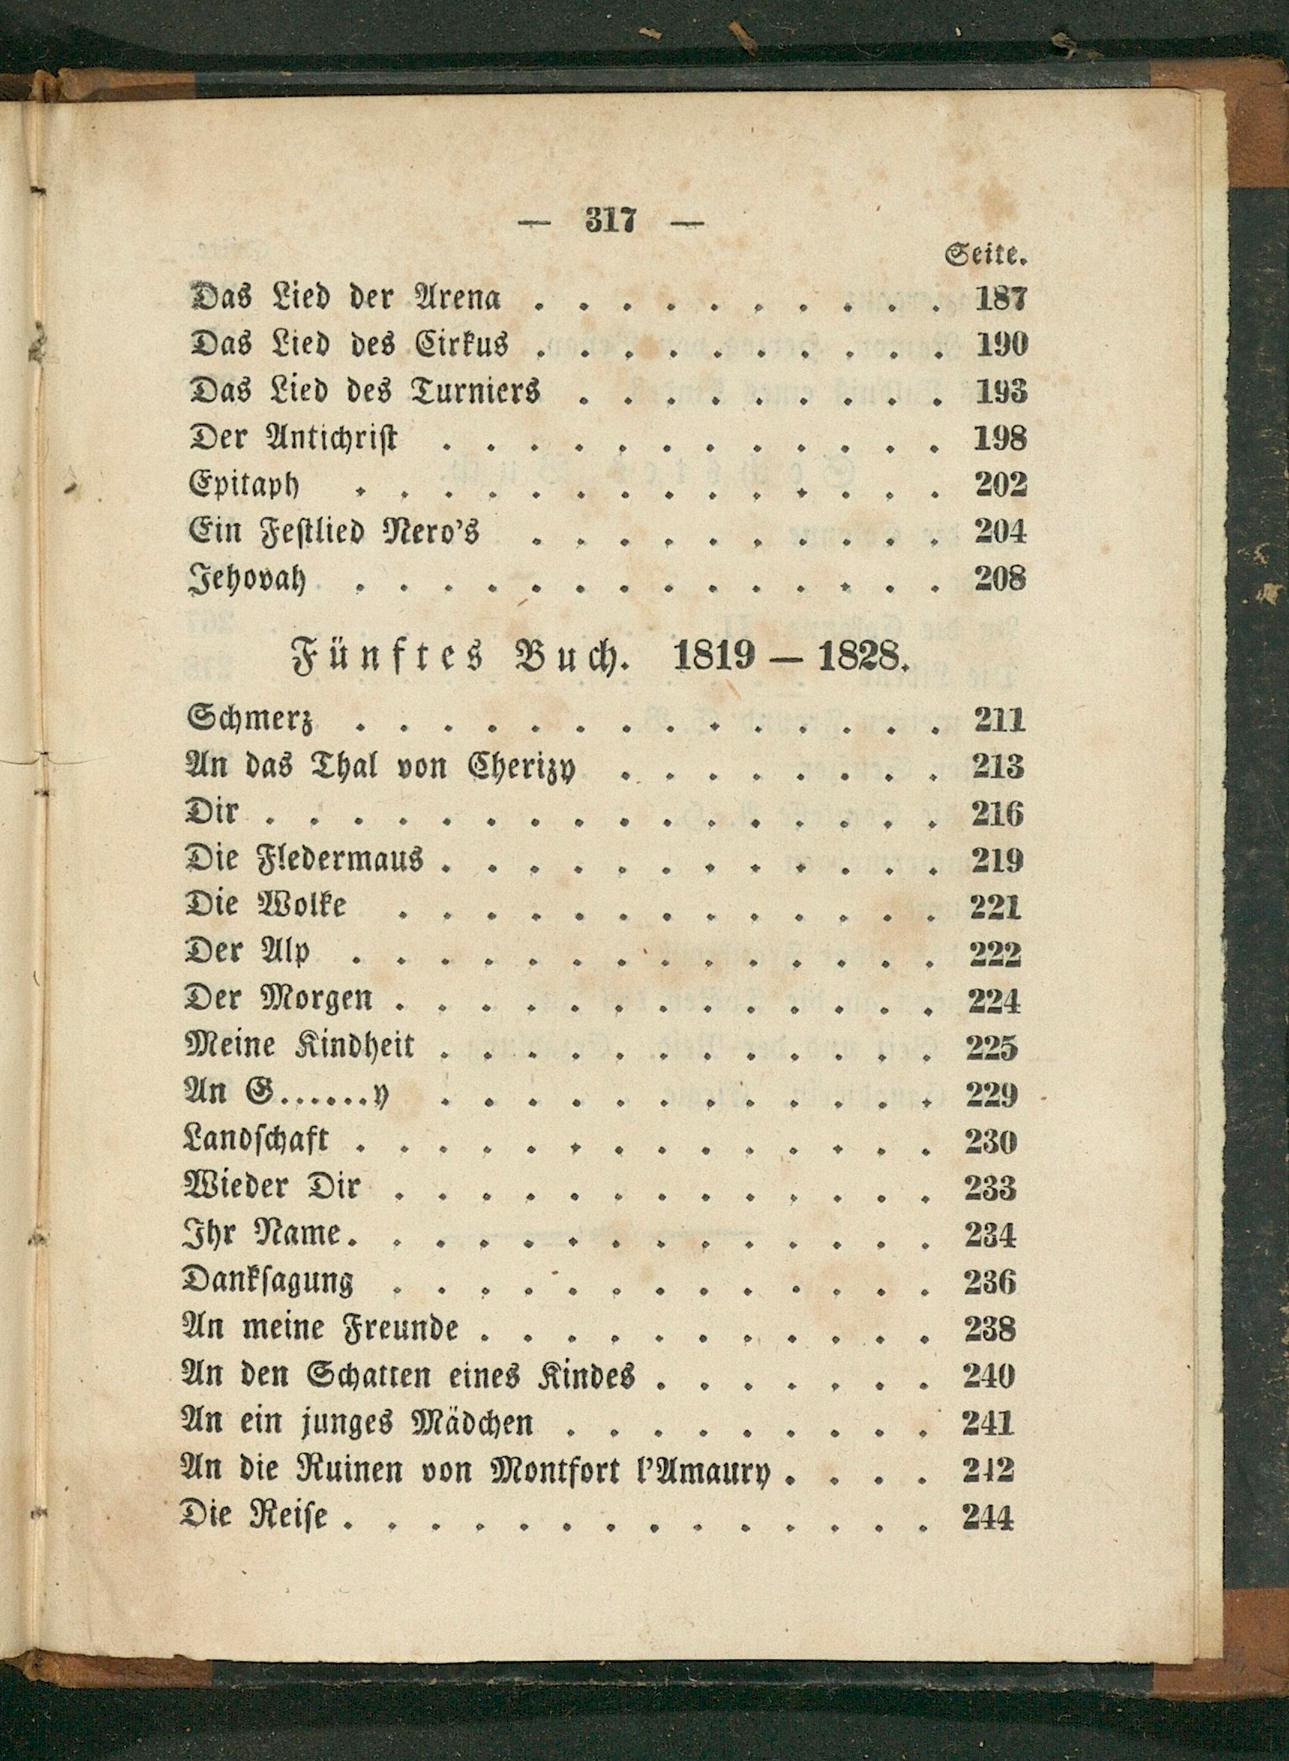 — 317 —
Seite.
Das Lied der Arena . . . . . . . . . . 187
Das Lied des Cirkus . . . . . . . . . . 190
Das Lied des Turniers . . . . . . . . . 193
Der Antichriſt . . . . . . . . . . . . 198
Epitaph . . . . . . . . . . . . . . 202
Ein Feſtlied Nero's . . . . . . . . . . 204
Jehovah . . . . . . . . . . . . . . 208
Fünftes Buch. 1819 — 1828.
Schmerz . . . . . . . . . . . . . . 211
An das Thal von Cherizy . . . . . . . . 213
Dir . . . . . . . . . . . . . . . . 216
Die Fledermaus . . . . . . . . . . . . 219
Die Wolke . . . . . . . . . . . . . 221
Der Alp . . . . . . . . . . . . . . 222
Der Morgen . . . . . . . . . . . . . 224
Meine Kindheit . . . . . . . . . . . . 225
An G.......y . . . . . . . . . . . . 229
Landſchaft . . . . . . . . . . . . . . 230
Wieder Dir . . . . . . . . . . . . . 233
Ihr Name . . . . . . . . . . . . . . 234
Dankſagung . . . . . . . . . . . . . 236
An meine Freunde . . . . . . . . . . . 238
An den Schatten eines Kindes . . . . . . . 240
An ein junges Mädchen . . . . . . . . . 241
An die Ruinen von Montfort l'Amaury . . . . 242
Die Reiſe . . . . . . . . . . . . . . 244